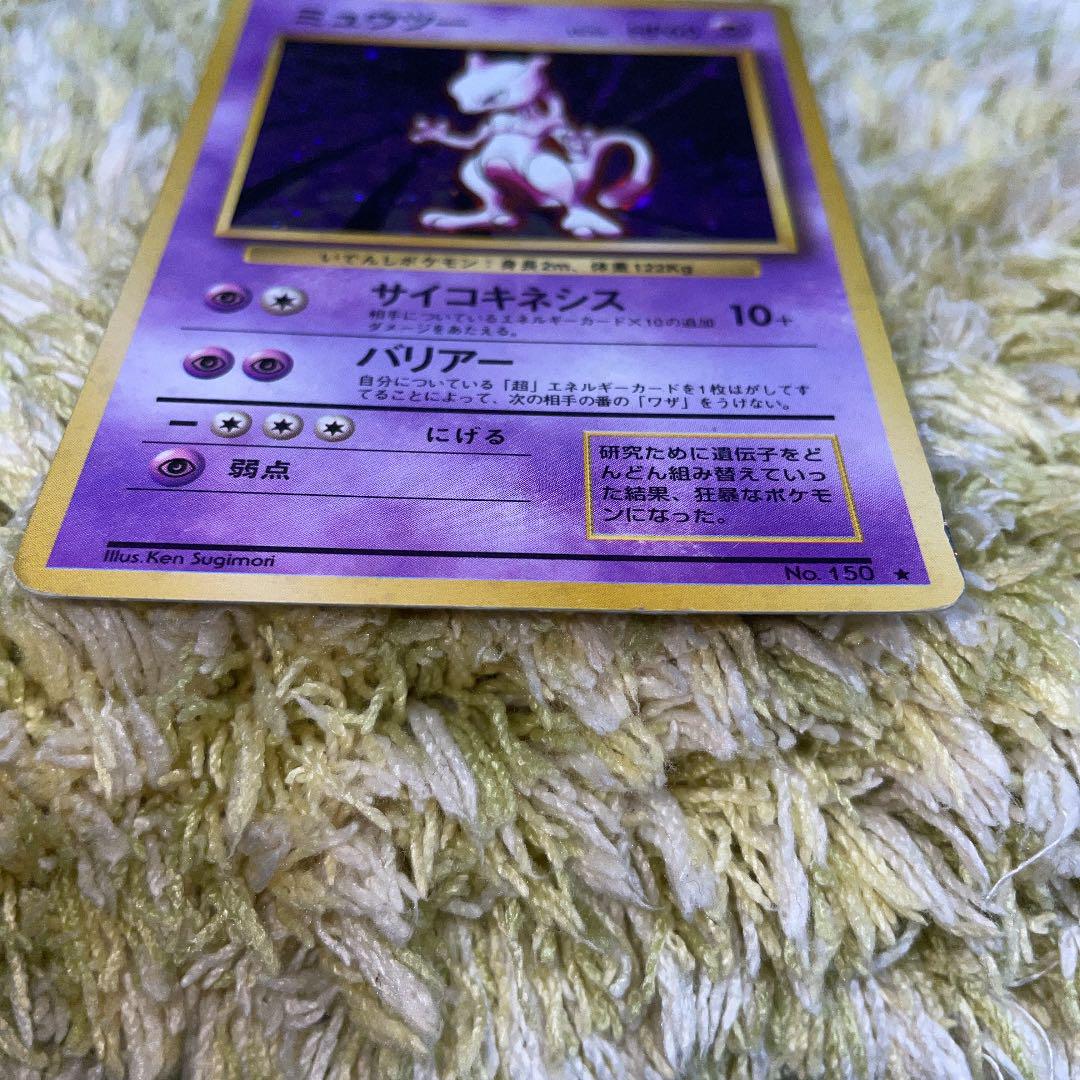 ミュウツー
いでんしポケモン：身長2m、体重122Kg
サイコキネシス 10+
相手についているエネルギーカード×10の追加
ダメージをあたえる。
バリアー
自分についている「超」エネルギーカードを1枚はがしてす
てることによって、次の相手の番の「ワザ」をうけない。
ー にげる
弱点
研究ために遺伝子をど
んどん組み替えていっ
た結果、狂暴なポケモ
ンになった。
Illus. Ken Sugimori
No. 150 ★